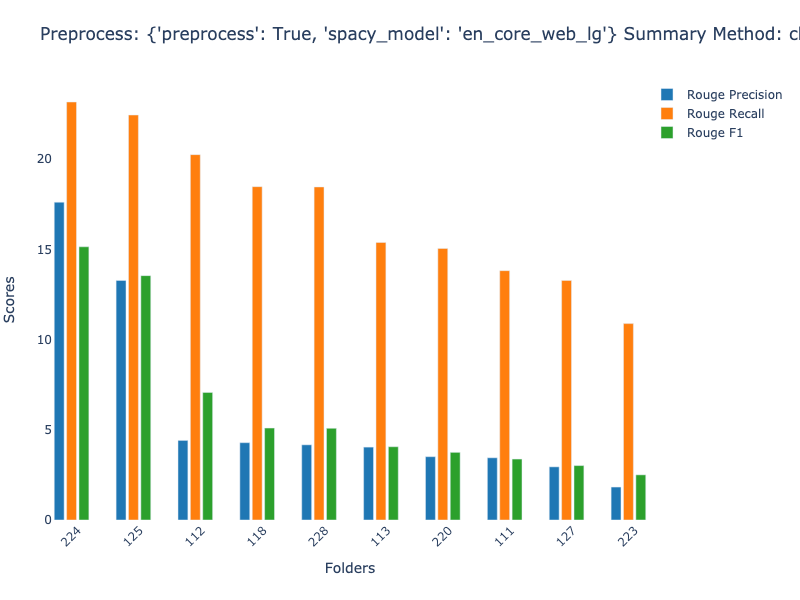 Preprocess: {'preprocess': True, 'spacy_model': 'en_core_web_lg'} Summary Method:
Rouge Precision
Rouge Recall
Rouge F1
20
15
10
5
0
Scores
224 125 112 118 228 113 220 111 127 223
Folders